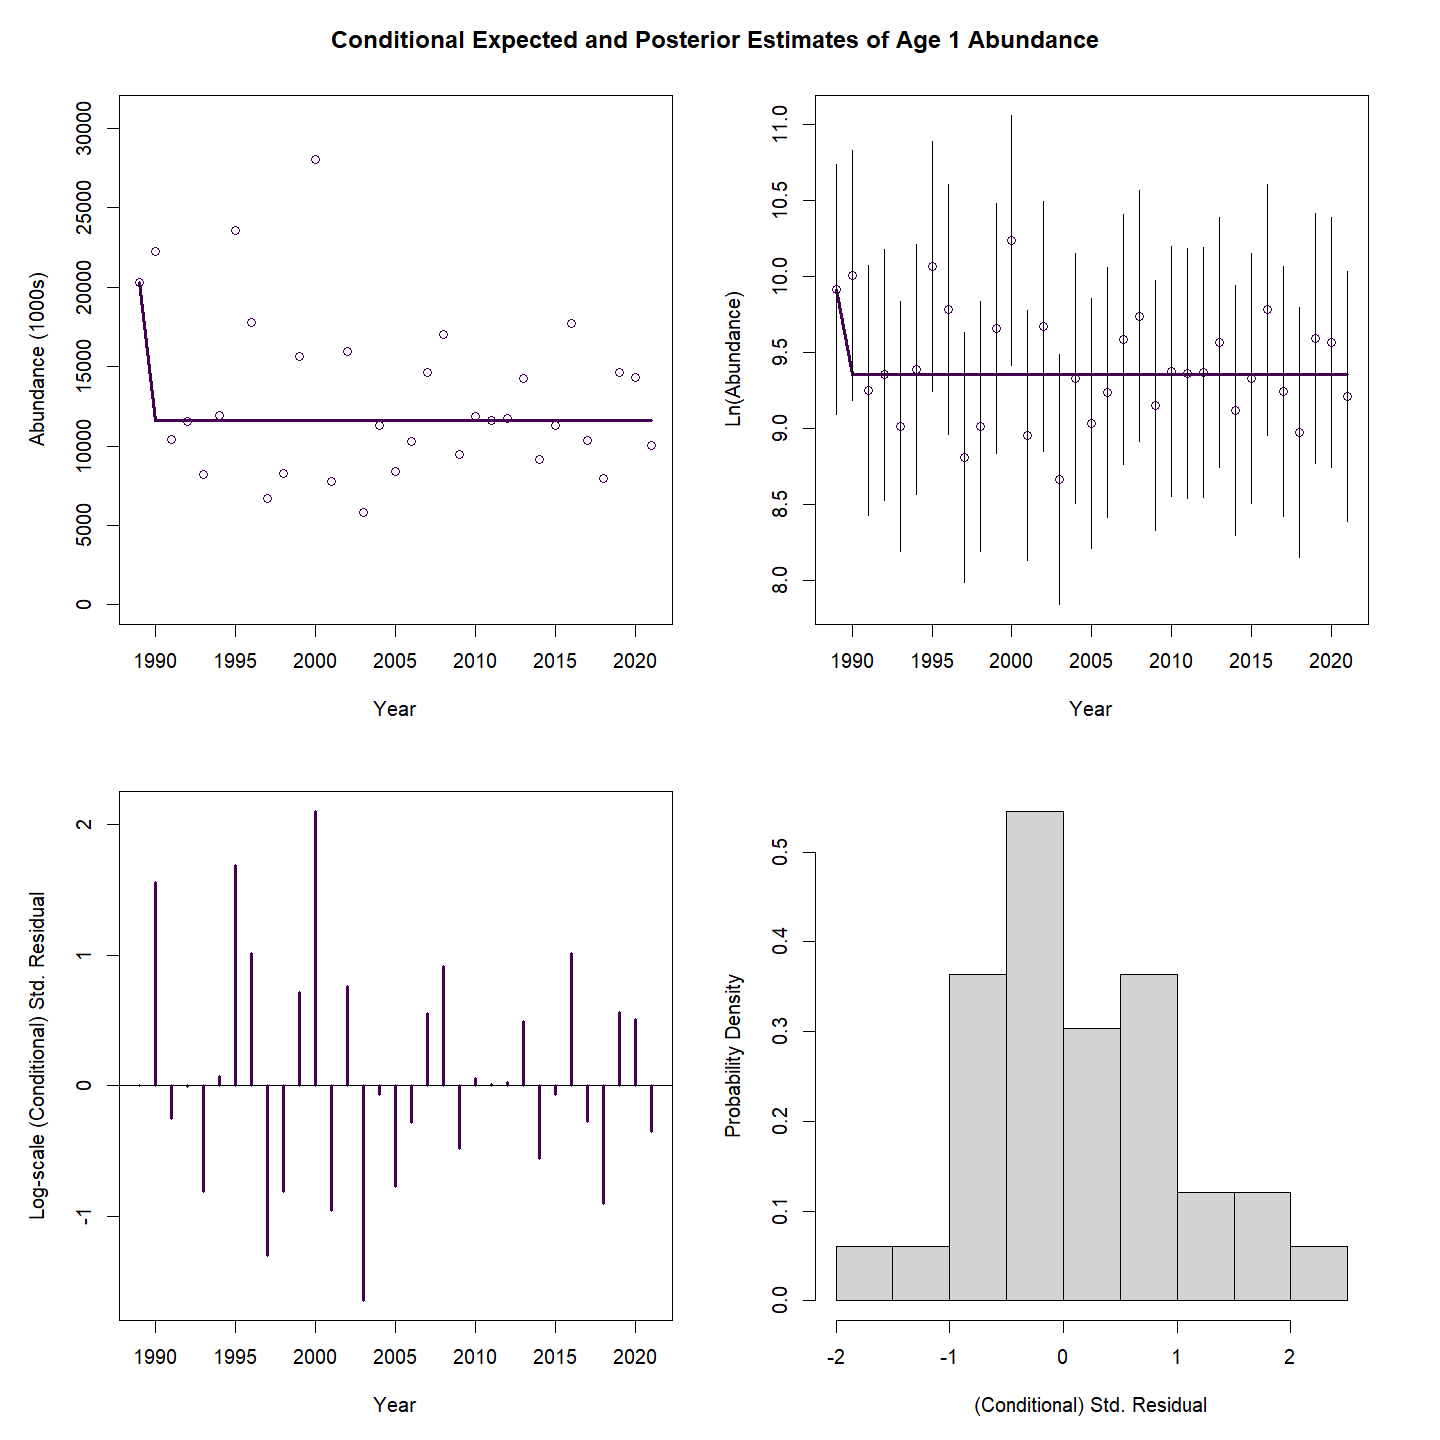 Conditional Expected and Posterior Estimates of Age 1 Abundance
Abundance (1000s)
30000
25000
20000
15000
10000
5000
0
1990 1995 2000 2005 2010 2015 2020
Year
Ln(Abundance)
11.0
10.5
10.0
9.5
9.0
8.5
8.0
1990 1995 2000 2005 2010 2015 2020
Year
Log-scale (Conditional) Std. Residual
2
1
0
-1
1990 1995 2000 2005 2010 2015 2020
Year
Probability Density
0.5
0.4
0.3
0.2
0.1
0.0
-2 -1 0 1 2
(Conditional) Std. Residual